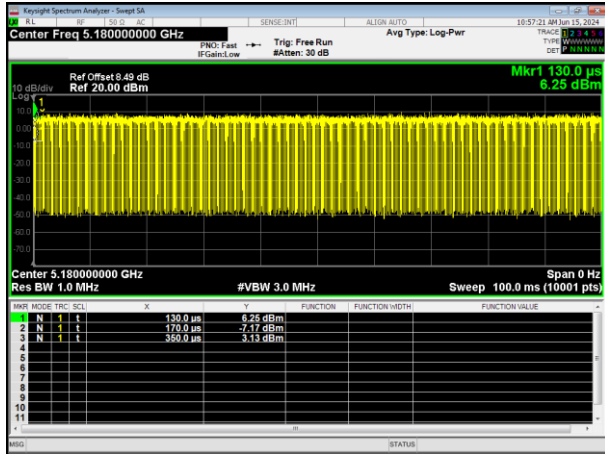 Keysight Spectrum Analyzer - Swept SA
RL RF 50 Ω AC SENSE:INT ALIGN AUTO 10:57:21 AM Jun 15, 2024
Center Freq 5.180000000 GHz
PNO: Fast
IFGain:Low
Trig: Free Run
#Atten: 30 dB
Avg Type: Log-Pwr
TRACE 1 2 3 4 5 6
TYPE WWWWWW
DET P N N N N N
Ref Offset 8.49 dB
10 dB/div Ref 20.00 dBm
Log
Mkr1 130.0 µs
6.25 dBm
1
10.0
0.00
-10.0
-20.0
-30.0
-40.0
-50.0
-60.0
-70.0
Center 5.180000000 GHz Span 0 Hz
Res BW 1.0 MHz #VBW 3.0 MHz Sweep 100.0 ms (10001 pts)
MKR MODE TRC SCL X Y FUNCTION FUNCTION WIDTH FUNCTION VALUE
1 N 1 t 130.0 µs 6.25 dBm
2 N 1 t 170.0 µs -7.17 dBm
3 N 1 t 350.0 µs 3.13 dBm
4
5
6
7
8
9
10
11
MSG STATUS